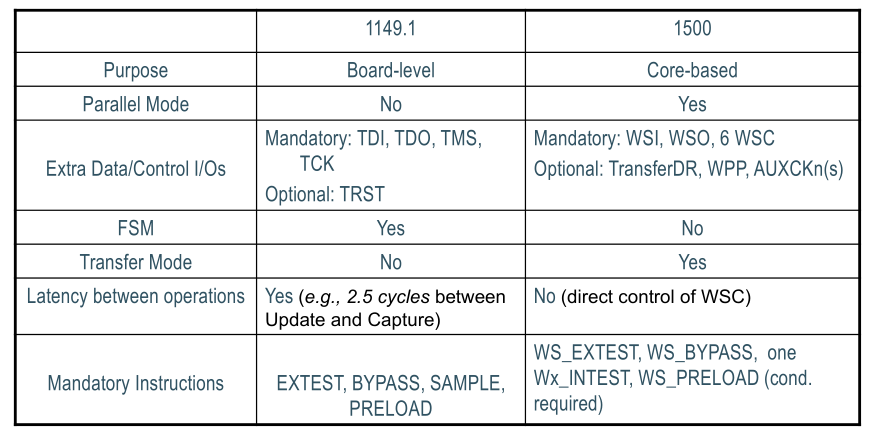 1149.1 1500
Purpose Board-level Core-based
Parallel Mode No Yes
Extra Data/Control I/Os
Mandatory: TDI, TDO, TMS,
TCK
Optional: TRST
Mandatory: WSI, WSO, 6 WSC
Optional: TransferDR, WPP, AUXCKn(s)
FSM Yes No
Transfer Mode No Yes
Latency between operations
Yes (e.g., 2.5 cycles between
Update and Capture)
No (direct control of WSC)
Mandatory Instructions
EXTEST, BYPASS, SAMPLE,
PRELOAD
WS_EXTEST, WS_BYPASS, one
Wx_INTEST, WS_PRELOAD (cond.
required)